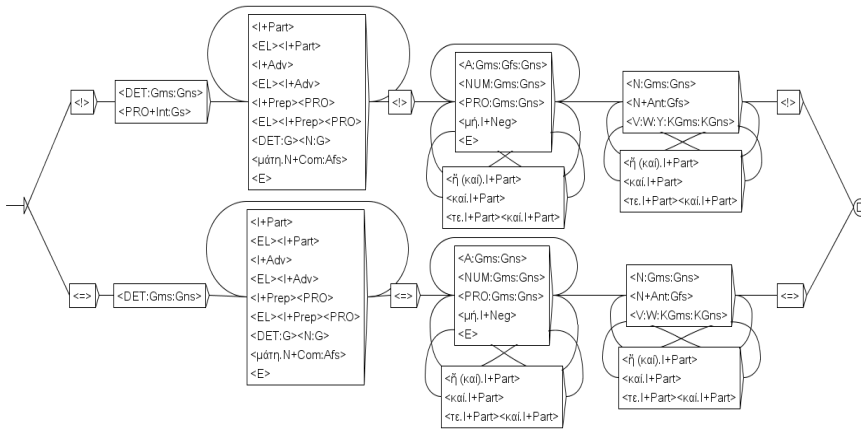 <!>
<DET:Gms:Gns>
<PRO+Int:Gs>
<I+Part>
<EL><I+Part>
<I+Adv>
<EL><I+Adv>
<I+Prep><PRO>
<EL><I+Prep><PRO>
<DET:G><N:G>
<μάτη.N+Com:Afs>
<E>
<!>
<A:Gms:Gfs:Gns>
<NUM:Gms:Gns>
<PRO:Gms:Gns>
<μή.I+Neg>
<E>
<ἤ (καί).I+Part>
<καί.I+Part>
<τε.I+Part><καί.I+Part>
<N:Gms:Gns>
<N+Ant:Gfs>
<V:W:Y:KGms:KGns>
<ἤ (καί).I+Part>
<καί.I+Part>
<τε.I+Part><καί.I+Part>
<!>
<=>
<DET:Gms:Gns>
<I+Part>
<EL><I+Part>
<I+Adv>
<EL><I+Adv>
<I+Prep><PRO>
<EL><I+Prep><PRO>
<DET:G><N:G>
<μάτη.N+Com:Afs>
<E>
<=>
<A:Gms:Gfs:Gns>
<NUM:Gms:Gns>
<PRO:Gms:Gns>
<μή.I+Neg>
<E>
<ἤ (καί).I+Part>
<καί.I+Part>
<τε.I+Part><καί.I+Part>
<N:Gms:Gns>
<N+Ant:Gfs>
<V:W:KGms:KGns>
<ἤ (καί).I+Part>
<καί.I+Part>
<τε.I+Part><καί.I+Part>
<=>